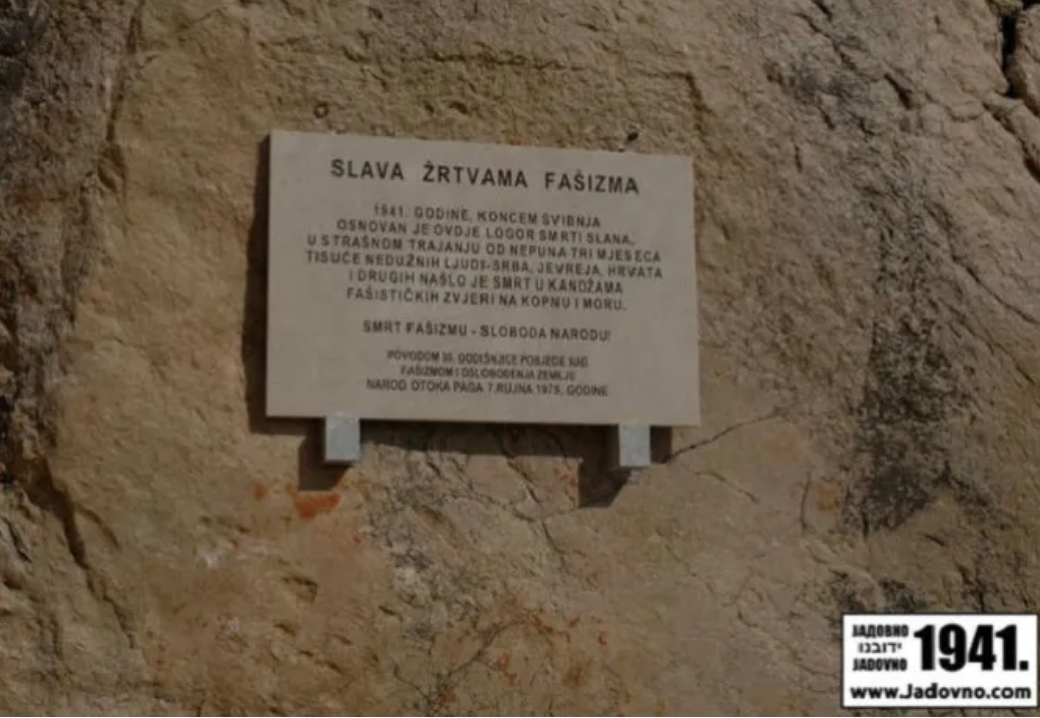 SLAVA ŽRTVAMA FAŠIZMA
1941. GODINE, KONCEM SVIBNJA
OSNOVAN JE OVDJE LOGOR SMRTI SLANA.
U STRAŠNOM TRAJANJU OD NEPUNA TRI MJESECA
TISUĆE NEDUŽNIH LJUDI-SRBA, JEVREJA, HRVATA
I DRUGIH NAŠLO JE SMRT U KANDŽAMA
FAŠISTIČKIH ZVJERI NA KOPNU I MORU.
SMRT FAŠIZMU - SLOBODA NARODU!
POVODOM 30. GODIŠNJICE POBJEDE NAD
FAŠIZMOM I OSLOBOĐENJA ZEMLJE
NAROD OTOKA PAGA 7. RUJNA 1975. GODINE
ЈАДОВНО
ידובנו
JADOVNO
1941.
www.Jadovno.com